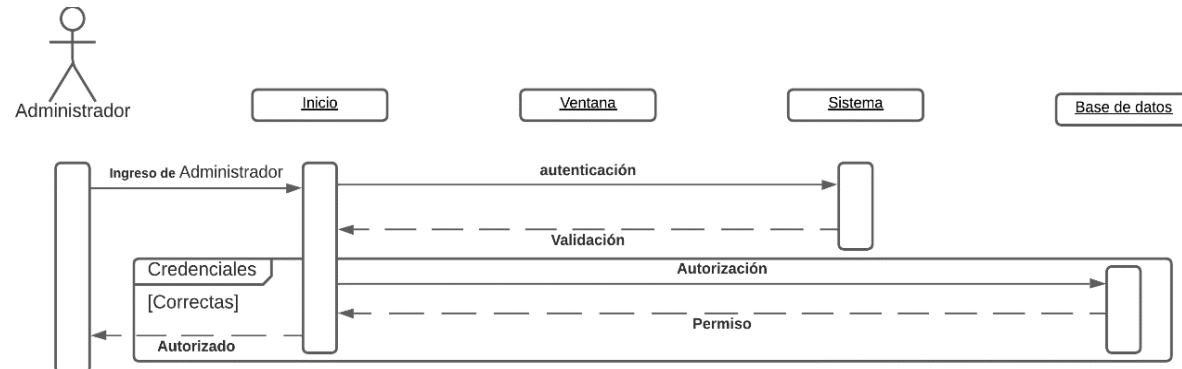 Administrador
Inicio
Ventana
Sistema
Base de datos
Ingreso de Administrador
autenticación
Validación
Credenciales
Autorización
[Correctas]
Permiso
Autorizado